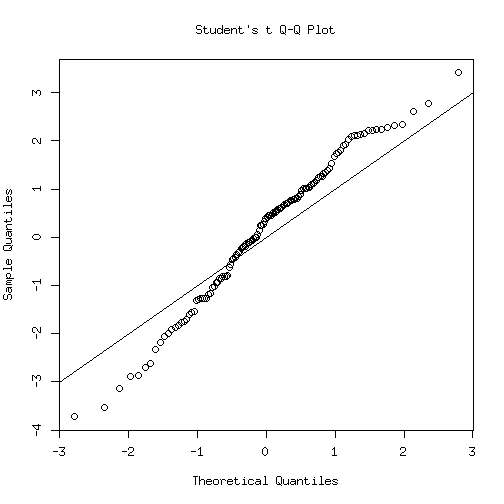 Student's t Q-Q Plot
Sample Quantiles
3
2
1
0
-1
-2
-3
-4
-3 -2 -1 0 1 2 3
Theoretical Quantiles